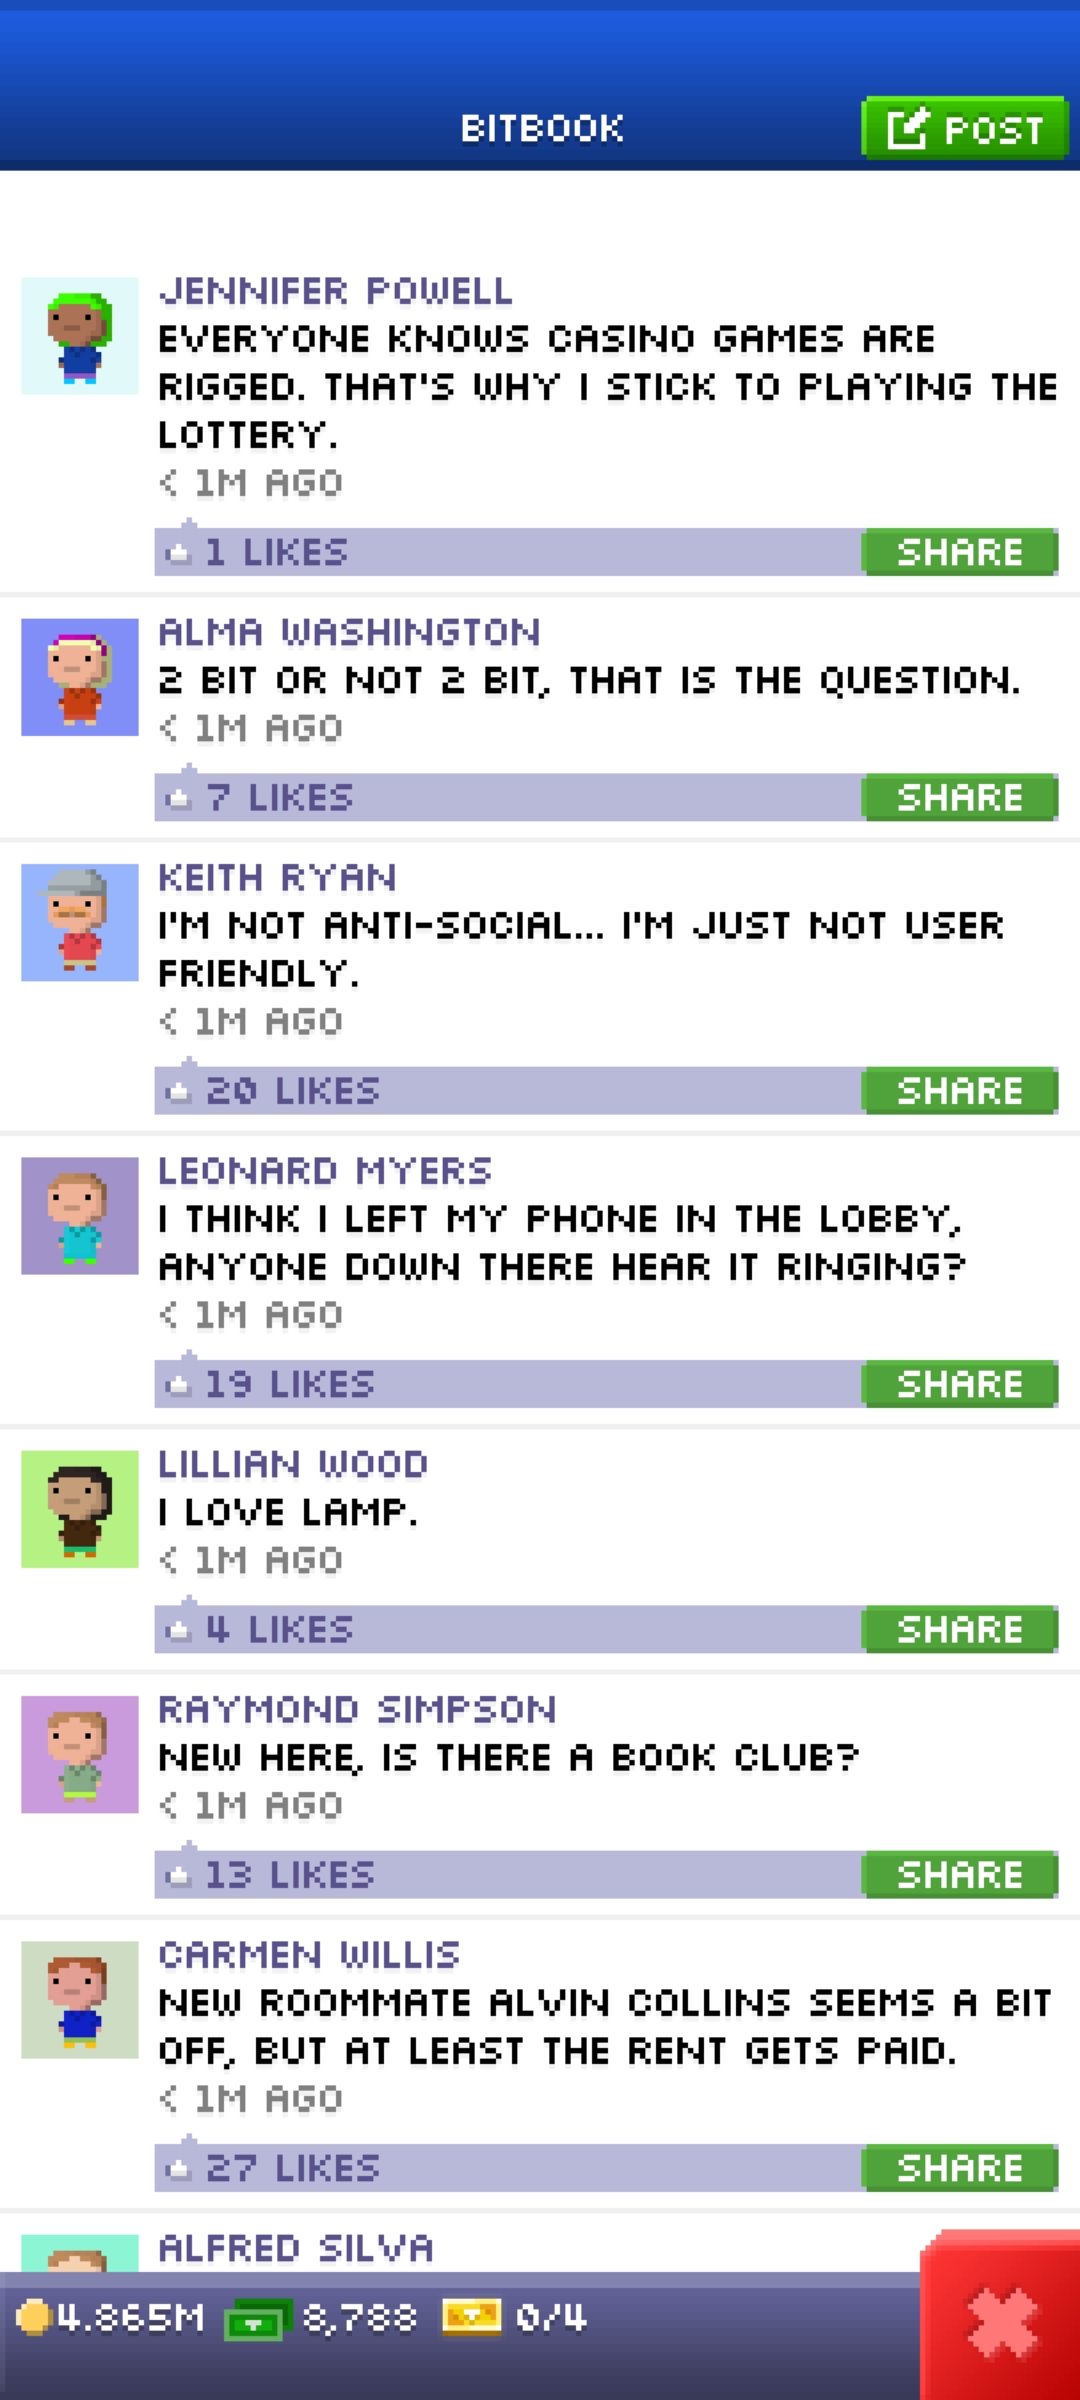 BITBOOK
POST
JENNIFER POWELL
EVERYONE KNOWS CASINO GAMES ARE
RIGGED. THAT'S WHY I STICK TO PLAYING THE
LOTTERY.
< 1M AGO
1 LIKES
SHARE
ALMA WASHINGTON
2 BIT OR NOT 2 BIT, THAT IS THE QUESTION.
< 1M AGO
7 LIKES
SHARE
KEITH RYAN
I'M NOT ANTI-SOCIAL... I'M JUST NOT USER
FRIENDLY.
< 1M AGO
20 LIKES
SHARE
LEONARD MYERS
I THINK I LEFT MY PHONE IN THE LOBBY,
ANYONE DOWN THERE HEAR IT RINGING?
< 1M AGO
19 LIKES
SHARE
LILLIAN WOOD
I LOVE LAMP.
< 1M AGO
4 LIKES
SHARE
RAYMOND SIMPSON
NEW HERE, IS THERE A BOOK CLUB?
< 1M AGO
13 LIKES
SHARE
CARMEN WILLIS
NEW ROOMMATE ALVIN COLLINS SEEMS A BIT
OFF, BUT AT LEAST THE RENT GETS PAID.
< 1M AGO
27 LIKES
SHARE
ALFRED SILVA
4.865M 8,788 0/4